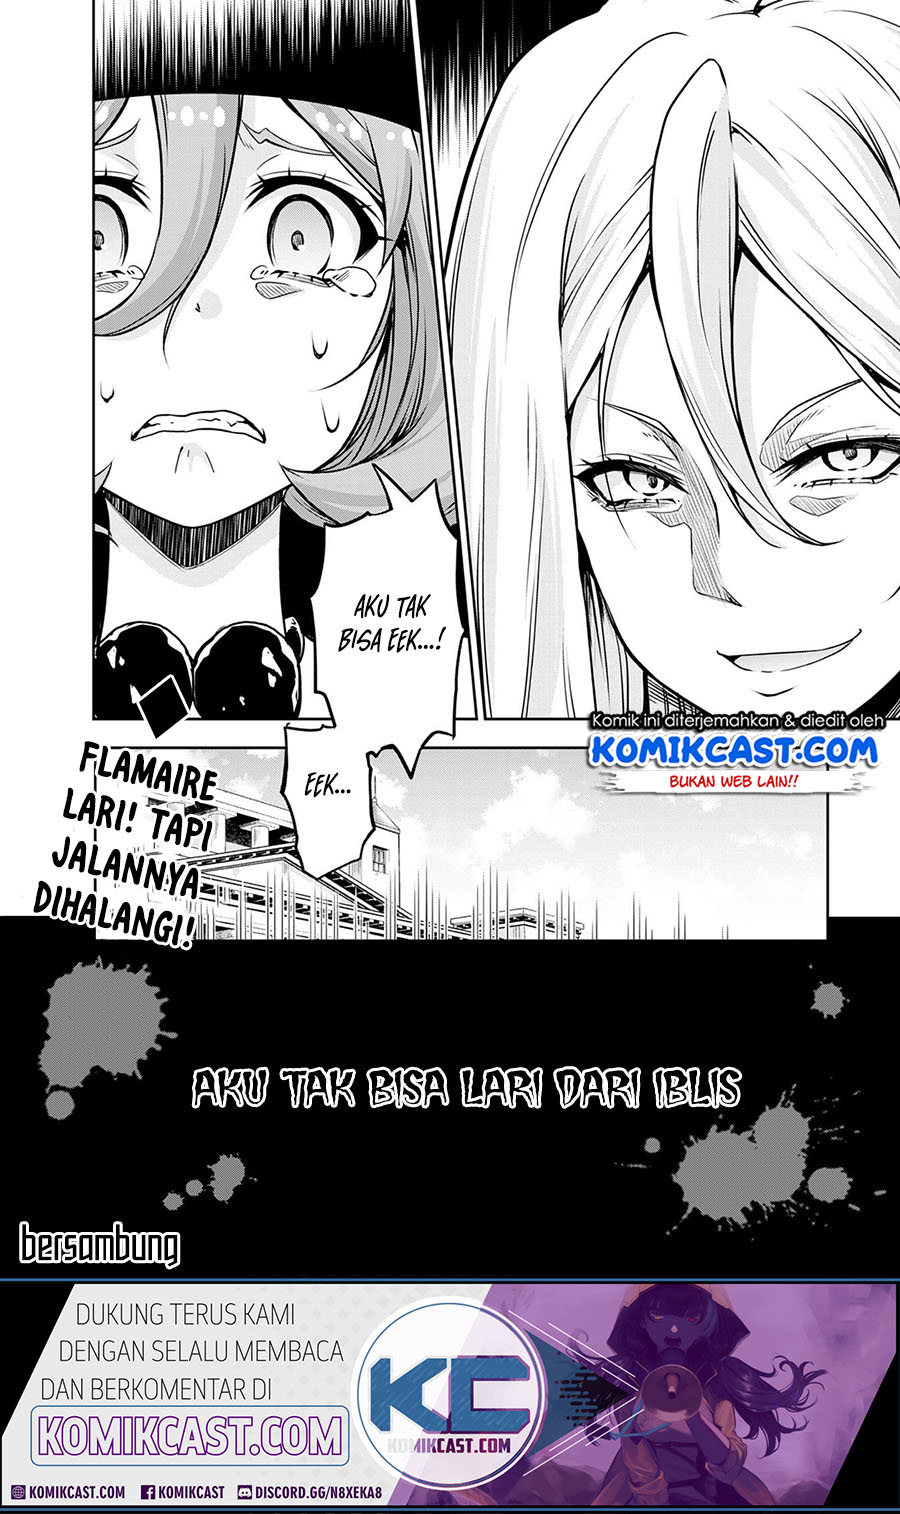 AKU TAK
BISA EEK...!
EEK...
Komik ini diterjemahkan & diedit oleh
KOMIKCAST.COM
BUKAN WEB LAIN!!
FLAMAIRE
LARI! TAPI
JALANNYA
DIHALANGI!
AKU TAK BISA LARI DARI IBLIS
bersambung
DUKUNG TERUS KAMI
DENGAN SELALU MEMBACA
DAN BERKOMENTAR DI
KOMIKCAST.COM
KC
KOMIKCAST.COM
KOMIKCAST.COM
KOMIKCAST
DISCORD.GG/N8XEKA8